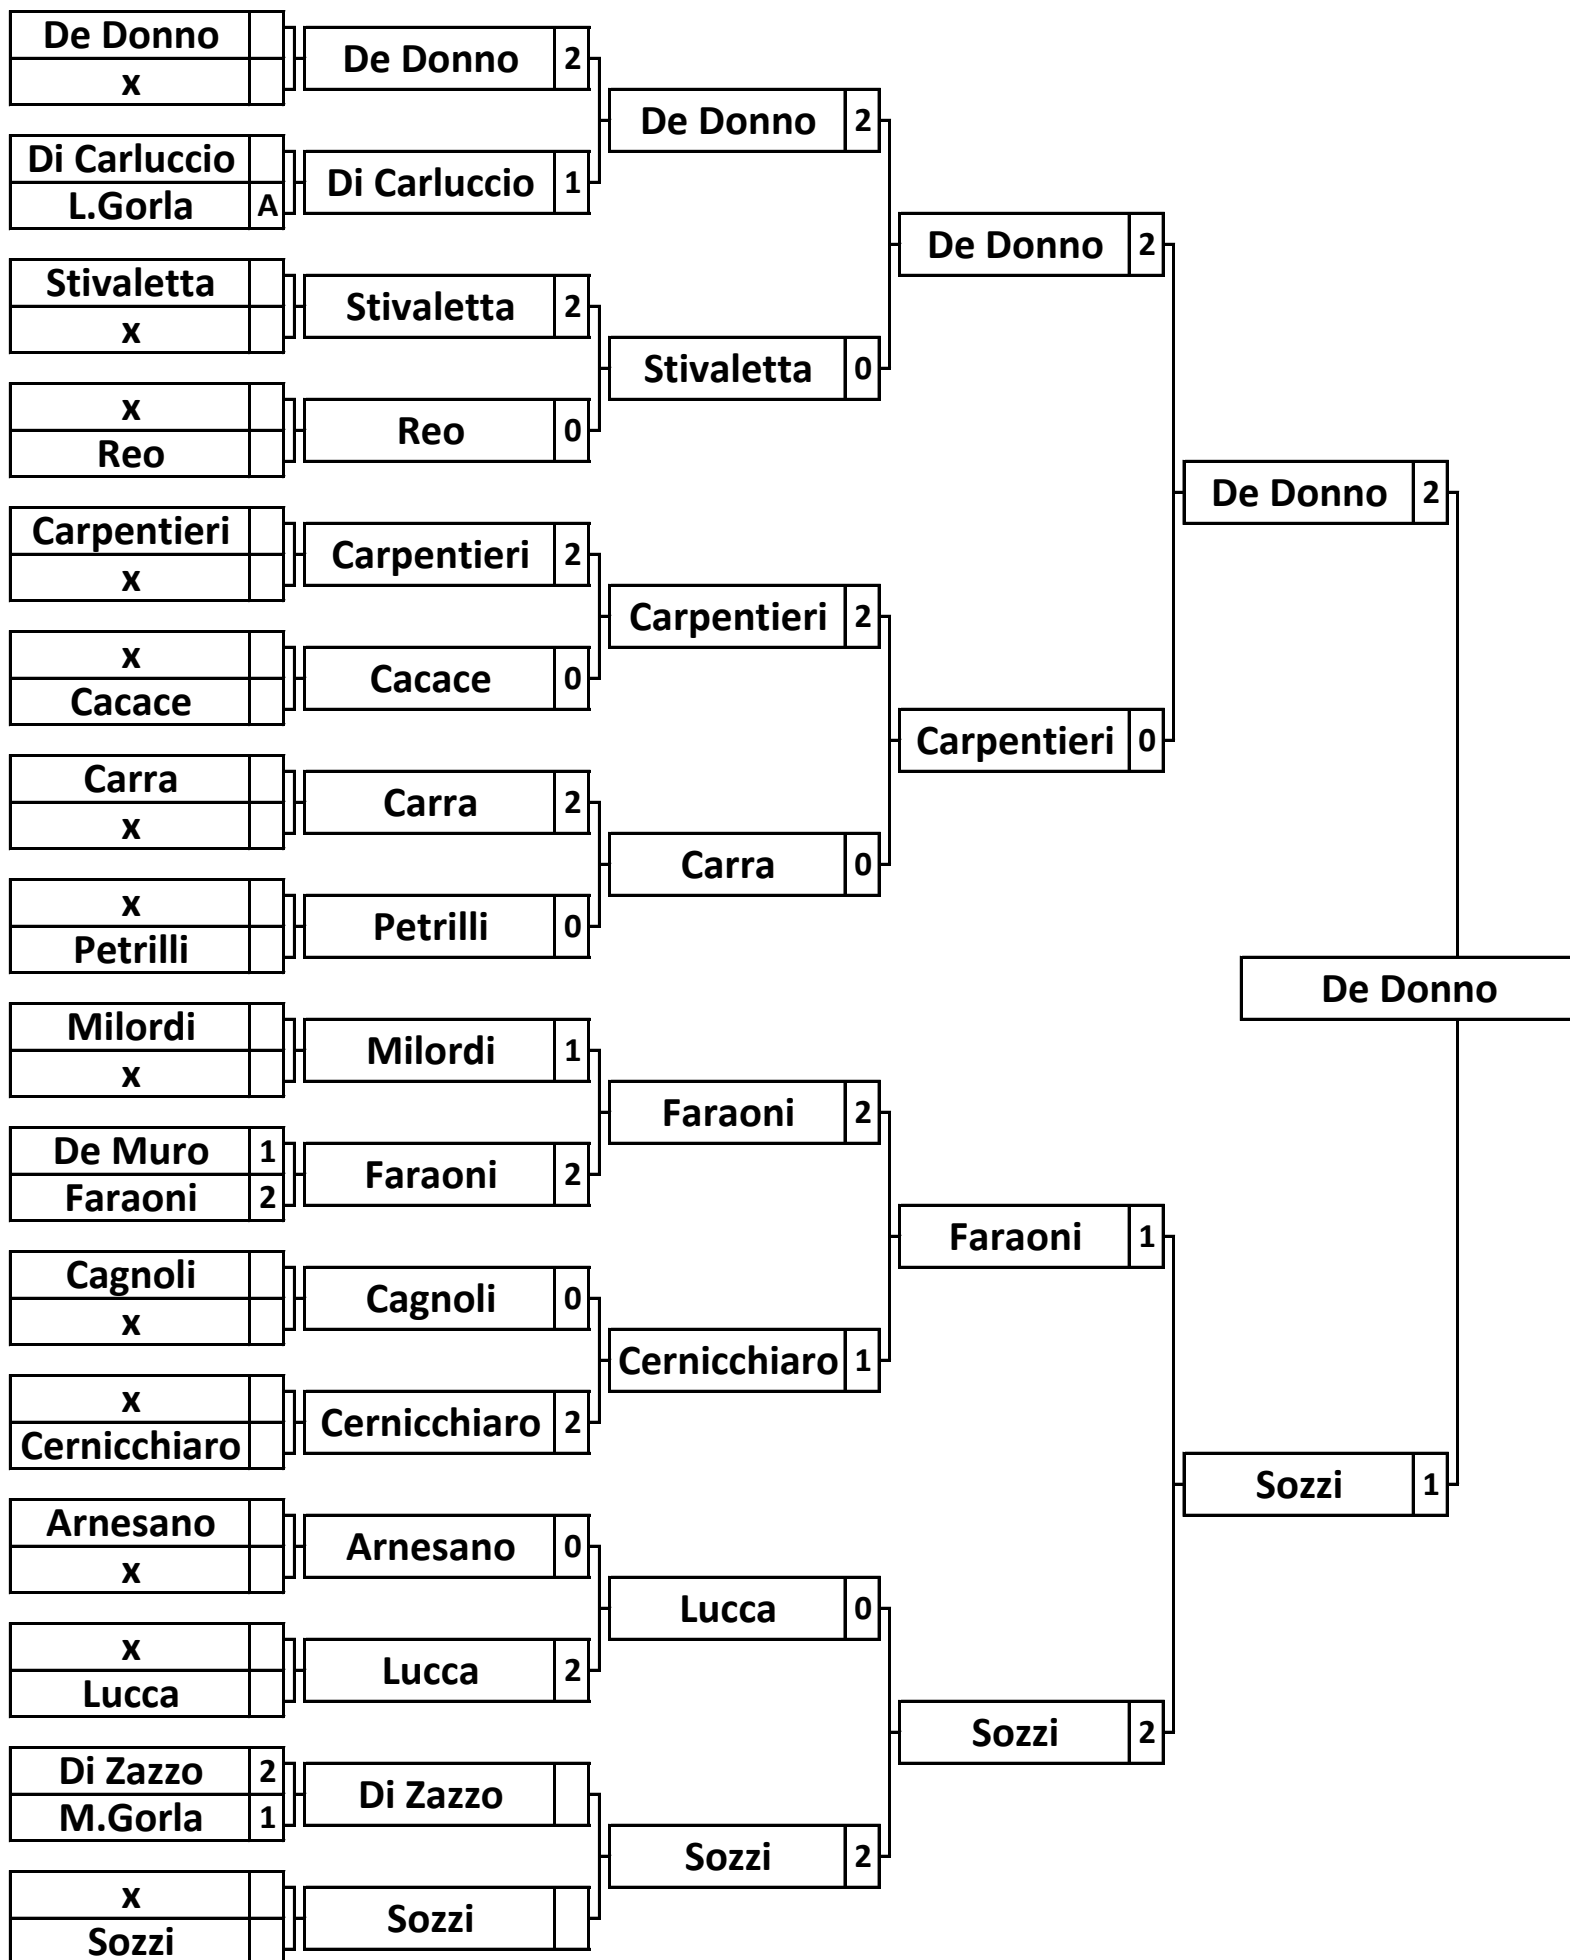 De Donno
x
Di Carluccio
L.Gorla A
Stivaletta
x
x
Reo
Carpentieri
x
x
Cacace
Carra
x
x
Petrilli
Milordi
x
De Muro 1
Faraoni 2
Cagnoli
x
x
Cernicchiaro
Arnesano
x
x
Lucca
Di Zazzo 2
M.Gorla 1
x
Sozzi
De Donno 2
Di Carluccio 1
Stivaletta 2
Reo 0
Carpentieri 2
Cacace 0
Carra 2
Petrilli 0
Milordi 1
Faraoni 2
Cagnoli 0
Cernicchiaro 2
Arnesano 0
Lucca 2
Di Zazzo
Sozzi
De Donno 2
Stivaletta 0
Carpentieri 2
Carra 0
Faraoni 2
Cernicchiaro 1
Lucca 0
Sozzi 2
De Donno 2
Carpentieri 0
Faraoni 1
Sozzi 2
De Donno 2
Sozzi 1
De Donno